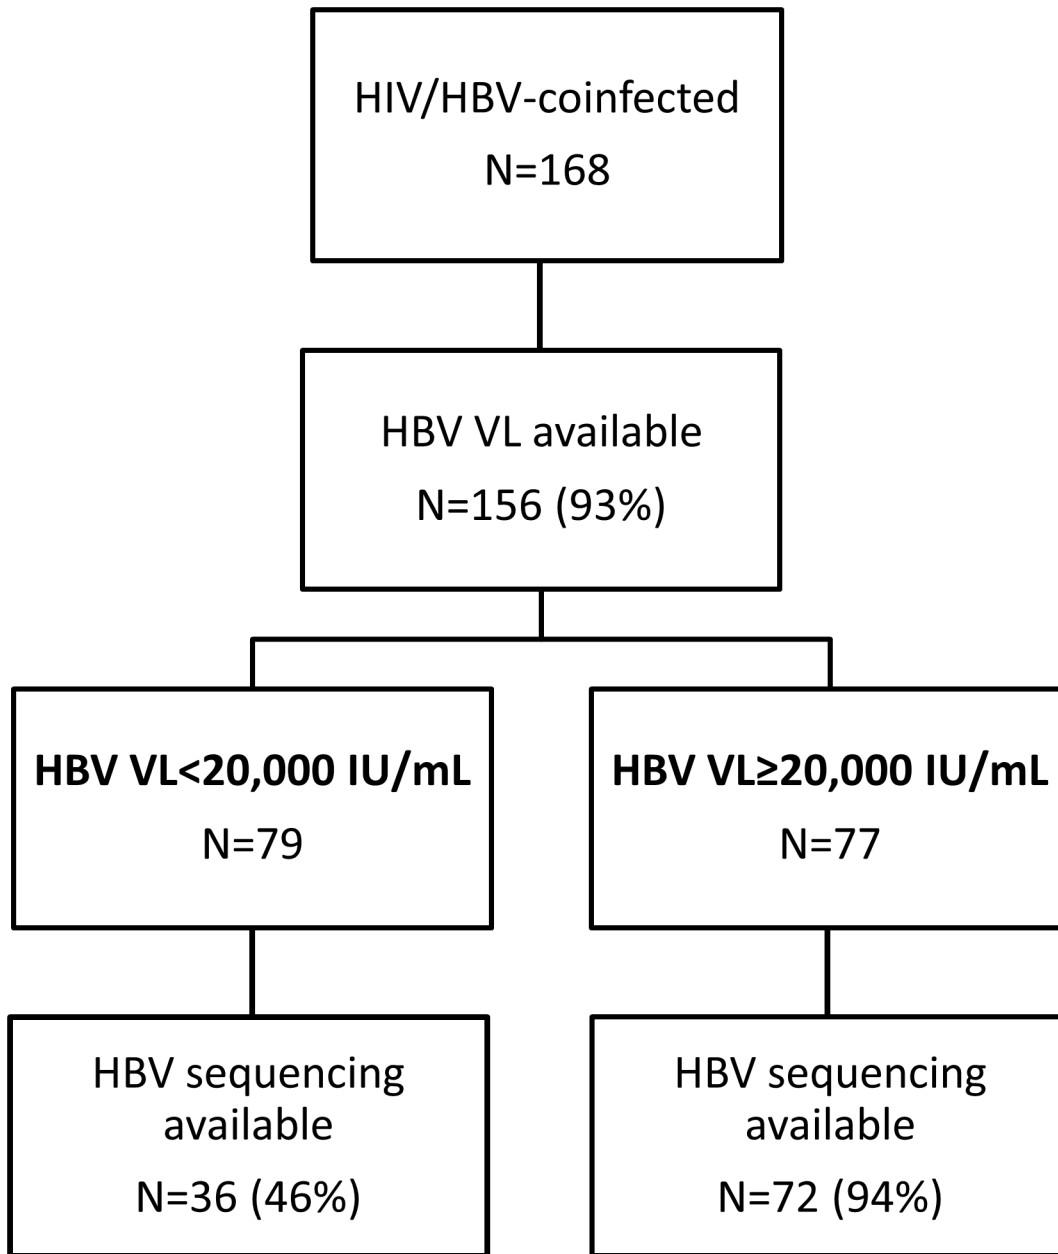 HIV/HBV-coinfected
N=168
HBV VL available
N=156 (93%)
HBV VL<20,000 IU/mL
N=79
HBV VL≥20,000 IU/mL
N=77
HBV sequencing
available
N=36 (46%)
HBV sequencing
available
N=72 (94%)